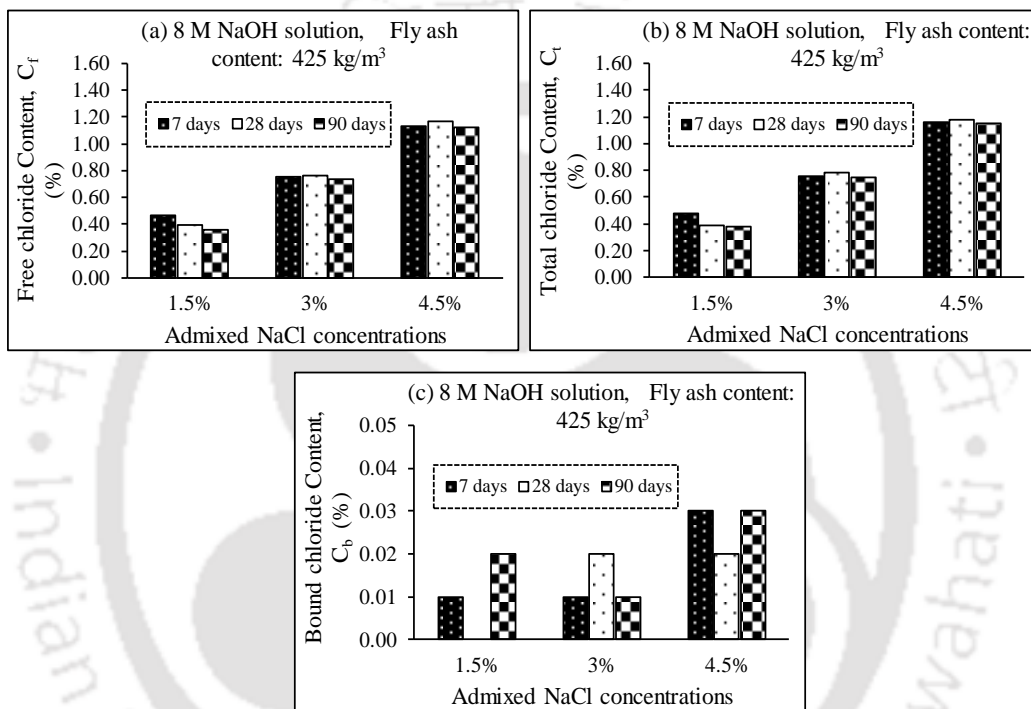 (a) 8 M NaOH solution, Fly ash
content: 425 kg/m³
Free chloride Content, C_f
(%)
1.60
1.40
1.20
1.00
0.80
0.60
0.40
0.20
0.00
7 days 28 days 90 days
1.5% 3% 4.5%
Admixed NaCl concentrations
(b) 8 M NaOH solution, Fly ash content:
425 kg/m³
Total chloride Content, C_t
(%)
1.60
1.40
1.20
1.00
0.80
0.60
0.40
0.20
0.00
7 days 28 days 90 days
1.5% 3% 4.5%
Admixed NaCl concentrations
(c) 8 M NaOH solution, Fly ash content:
425 kg/m³
Bound chloride Content,
C_b (%)
0.05
0.04
0.03
0.02
0.01
0.00
7 days 28 days 90 days
1.5% 3% 4.5%
Admixed NaCl concentrations
Indian
wahati